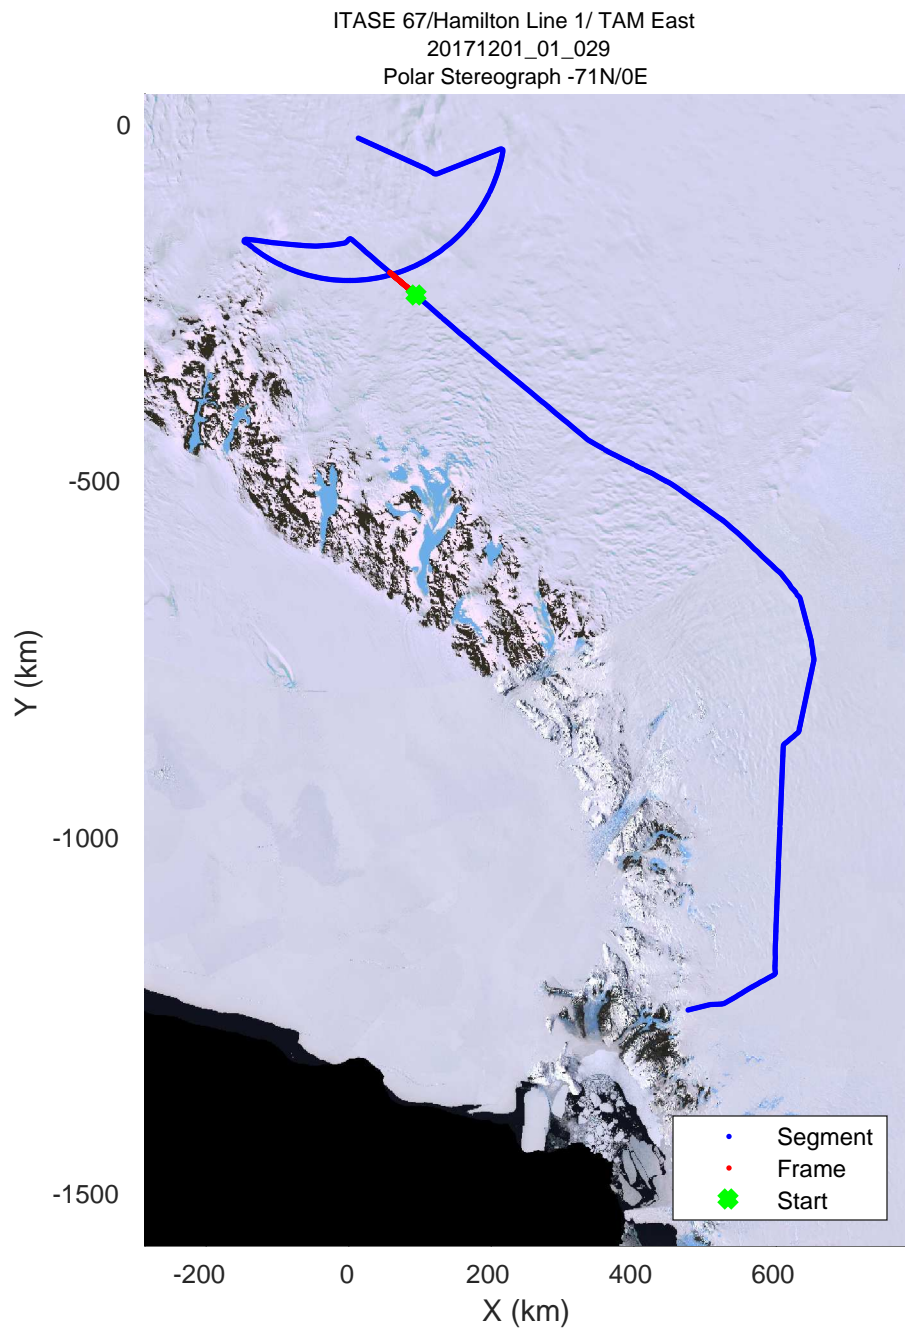 ITASE 67/Hamilton Line 1/ TAM East
20171201_01_029
Polar Stereograph -71N/0E
0
-500
-1000
-1500
Y (km)
Segment
Frame
Start
-200 0 200 400 600
X (km)